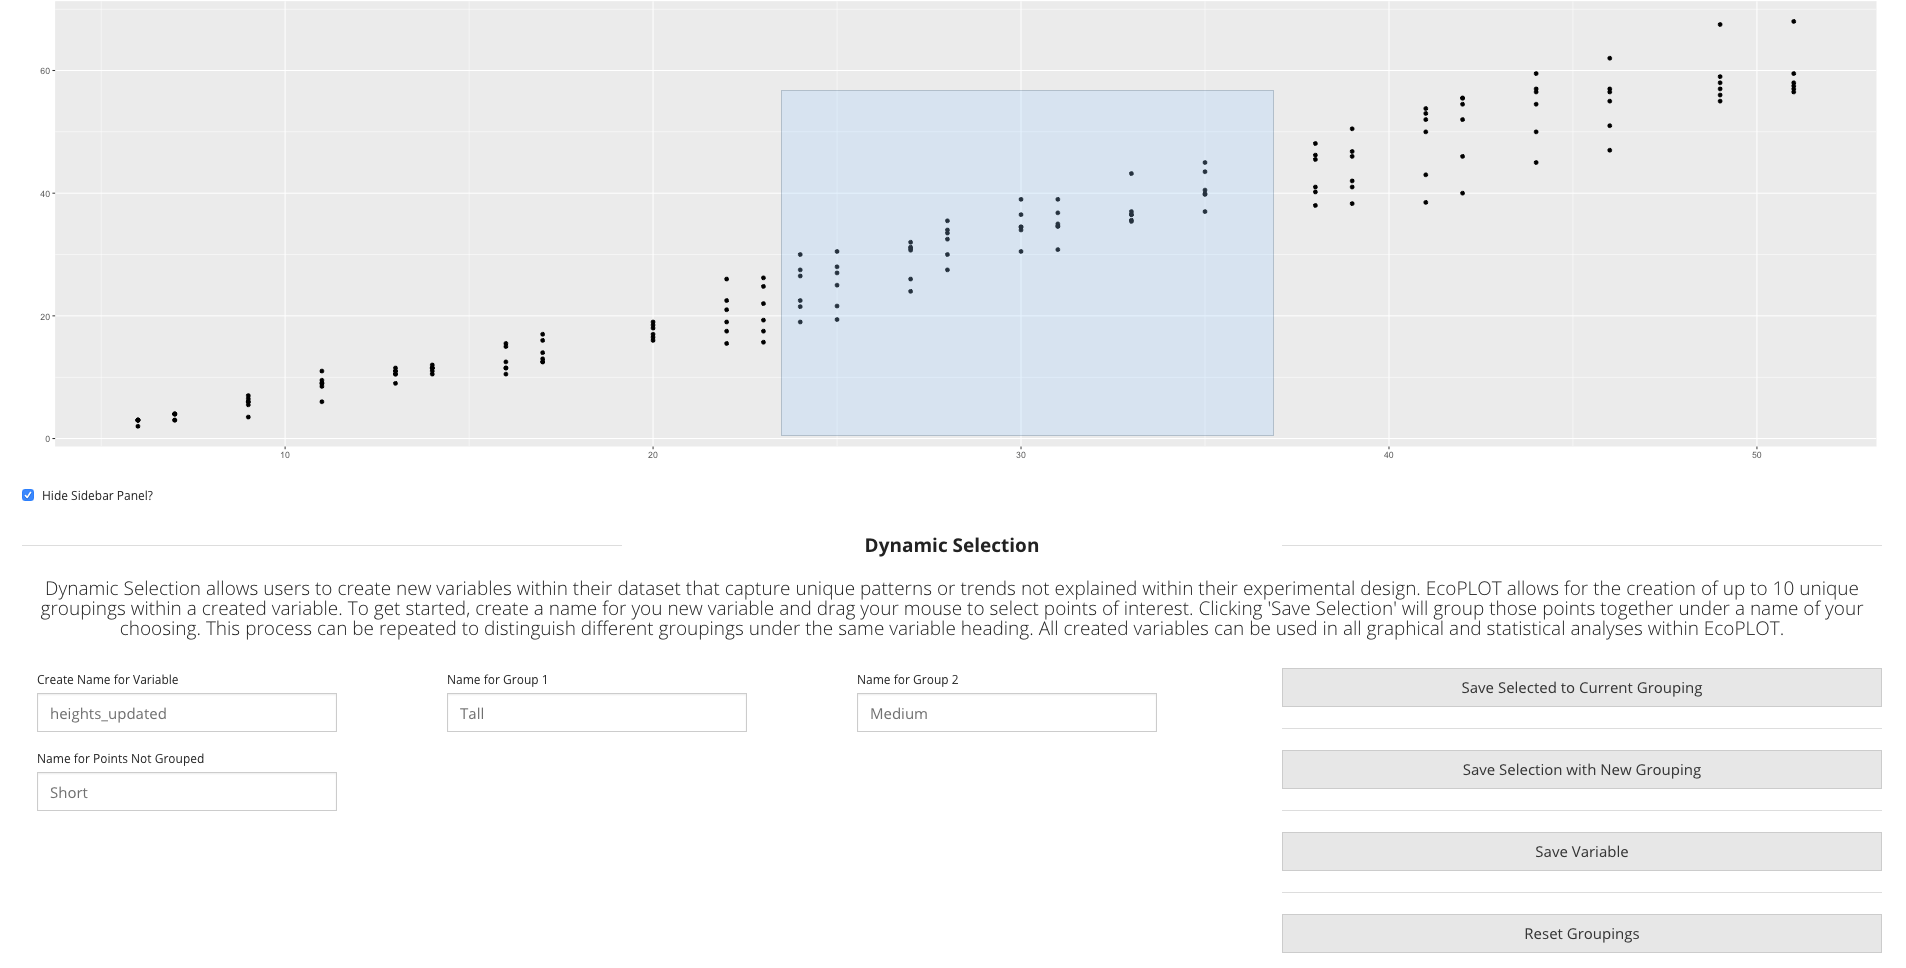 60
40
20
0
10 20 30 40 50
Hide Sidebar Panel?
Dynamic Selection
Dynamic Selection allows users to create new variables within their dataset that capture unique patterns or trends not explained within their experimental design. EcoPLOT allows for the creation of up to 10 unique
groupings within a created variable. To get started, create a name for you new variable and drag your mouse to select points of interest. Clicking 'Save Selection' will group those points together under a name of your
choosing. This process can be repeated to distinguish different groupings under the same variable heading. All created variables can be used in all graphical and statistical analyses within EcoPLOT.
Create Name for Variable
heights_updated
Name for Group 1
Tall
Name for Group 2
Medium
Name for Points Not Grouped
Short
Save Selected to Current Grouping
Save Selection with New Grouping
Save Variable
Reset Groupings